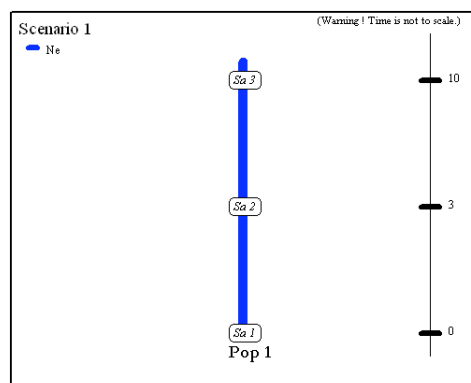 (Warning ! Time is not to scale.)
Scenario 1
Ne
Sa 3
10
Sa 2
3
Sa 1
0
Pop 1